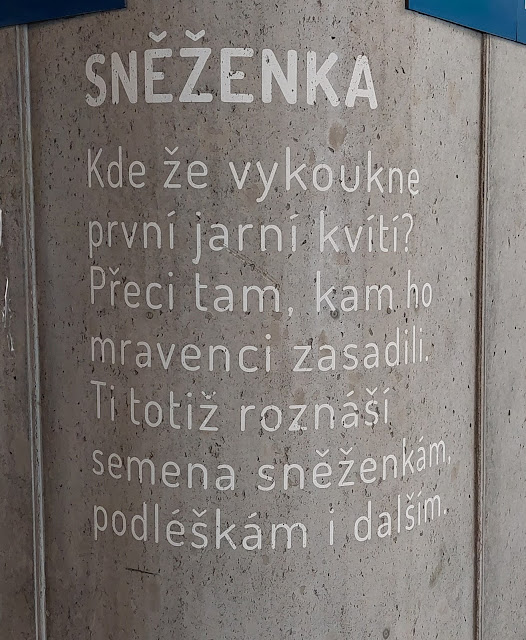 SNĚŽENKA
Kde že vykoukne
první jarní kvítí?
Přeci tam, kam ho
mravenci zasadili.
Ti totiž roznáší
semena sněženkám,
podléškám i dalším.